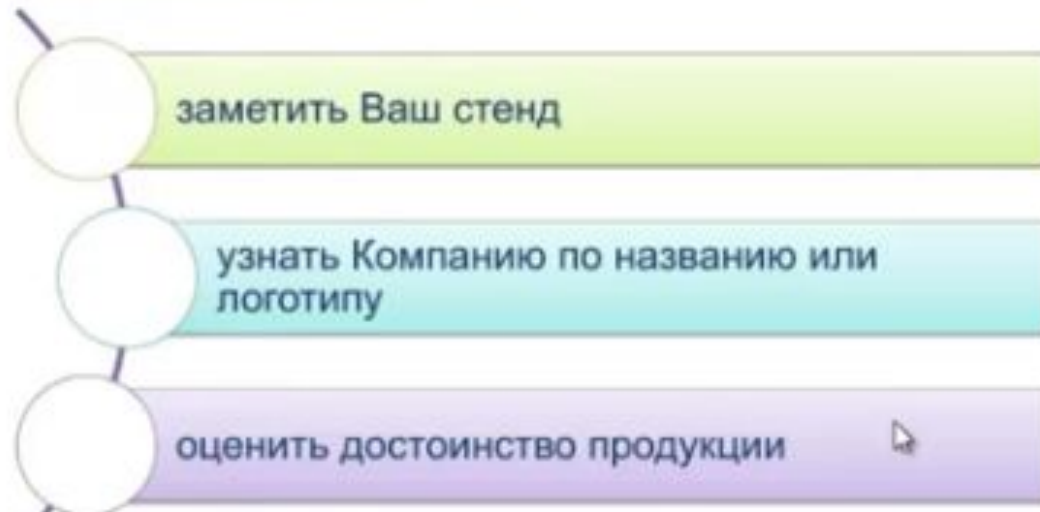 заметить Ваш стенд
узнать Компанию по названию или
логотипу
оценить достоинство продукции